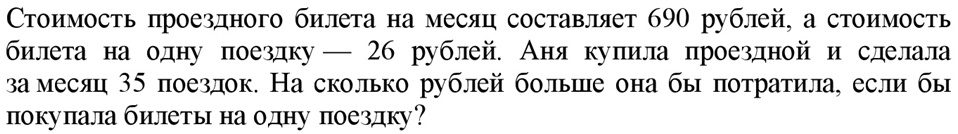 Стоимость проездного билета на месяц составляет 690 рублей, а стоимость
билета на одну поездку — 26 рублей. Аня купила проездной и сделала
за месяц 35 поездок. На сколько рублей больше она бы потратила, если бы
покупала билеты на одну поездку?